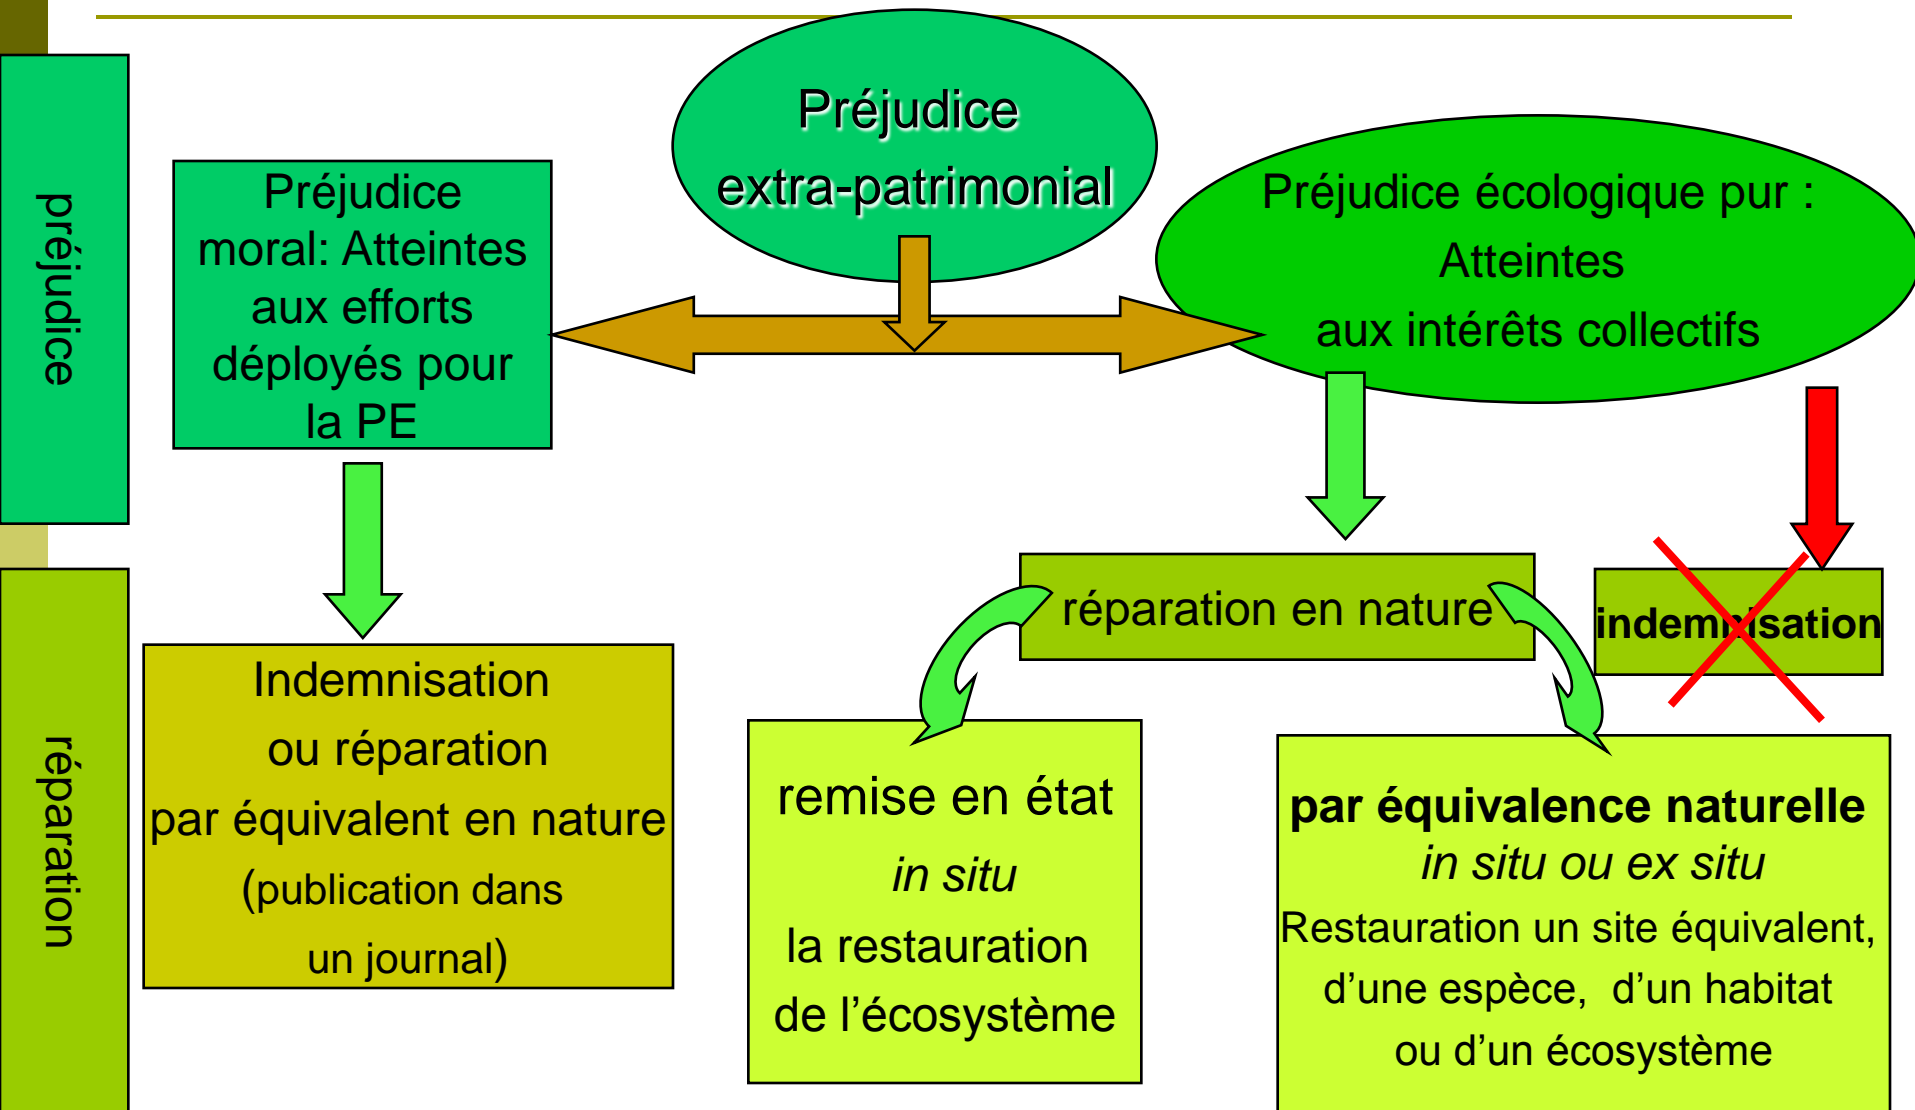 préjudice
Préjudice
extra-patrimonial
Préjudice
moral: Atteintes
aux efforts
déployés pour
la PE
Préjudice écologique pur :
Atteintes
aux intérêts collectifs
réparation
réparation en nature
indemnisation
Indemnisation
ou réparation
par équivalent en nature
(publication dans
un journal)
remise en état
in situ
la restauration
de l’écosystème
par équivalence naturelle
in situ ou ex situ
Restauration un site équivalent,
d’une espèce, d’un habitat
ou d’un écosystème